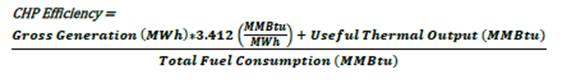 CHP Efficiency =
Gross Generation (MWh)*3.412 (MMBtu/MWh) + Useful Thermal Output (MMBtu)
Total Fuel Consumption (MMBtu)